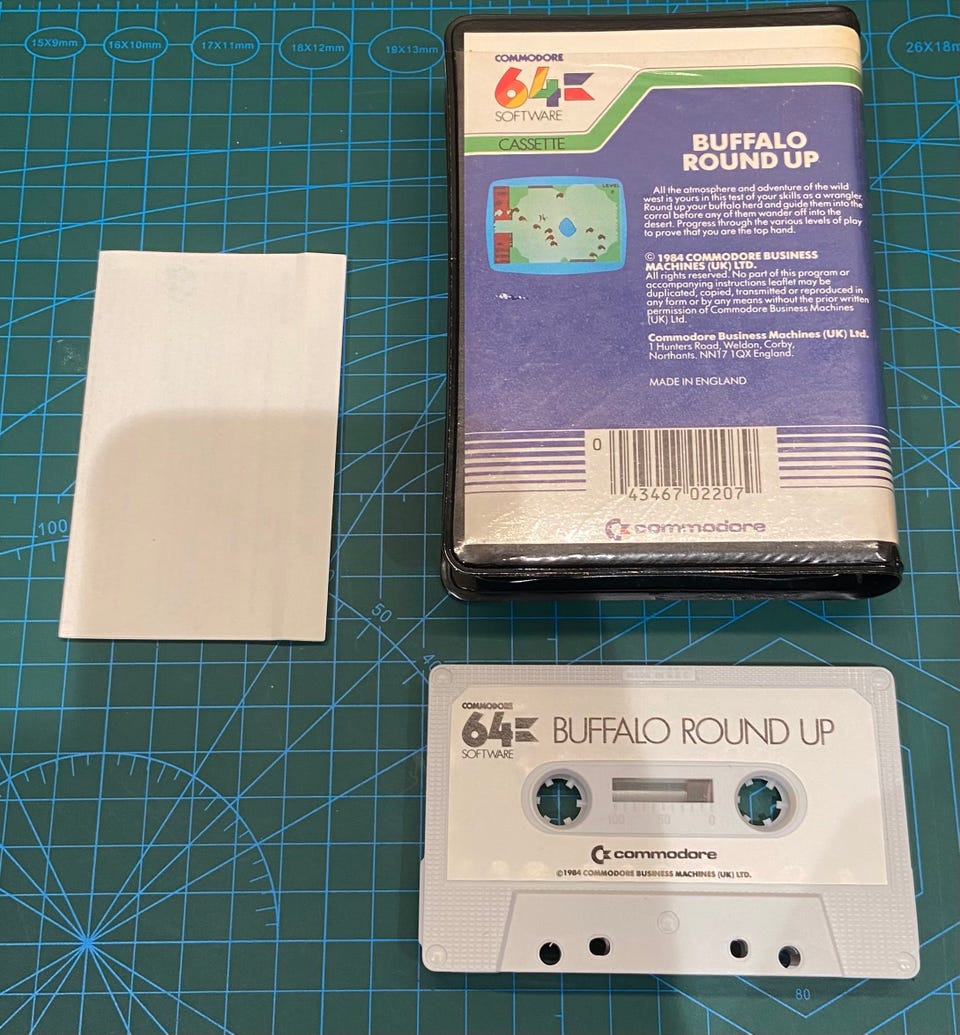 15X9mm
16X10mm
17X11mm
18X12mm
19X13mm
26X18m
COMMODORE
64
SOFTWARE
CASSETTE
BUFFALO
ROUND UP
LEVEL
All the atmosphere and adventure of the wild
west is yours in this test of your skills as a wrangler.
Round up your buffalo herd and guide them into the
corral before any of them wander off into the
desert. Progress through the various levels of play
to prove that you are the top hand.
© 1984 COMMODORE BUSINESS
MACHINES (UK) LTD.
All rights reserved. No part of this program or
accompanying instructions leaflet may be
duplicated, copied, transmitted or reproduced in
any form or by any means without the prior written
permission of Commodore Business Machines
(UK) Ltd.
Commodore Business Machines (UK) Ltd.
1 Hunters Road, Weldon, Corby,
Northants. NN17 1QX England.
MADE IN ENGLAND
0
43467 02207
commodore
100
50
40
COMMODORE
64
SOFTWARE
BUFFALO ROUND UP
100 50 0
commodore
©1984 COMMODORE BUSINESS MACHINES (UK) LTD.
80